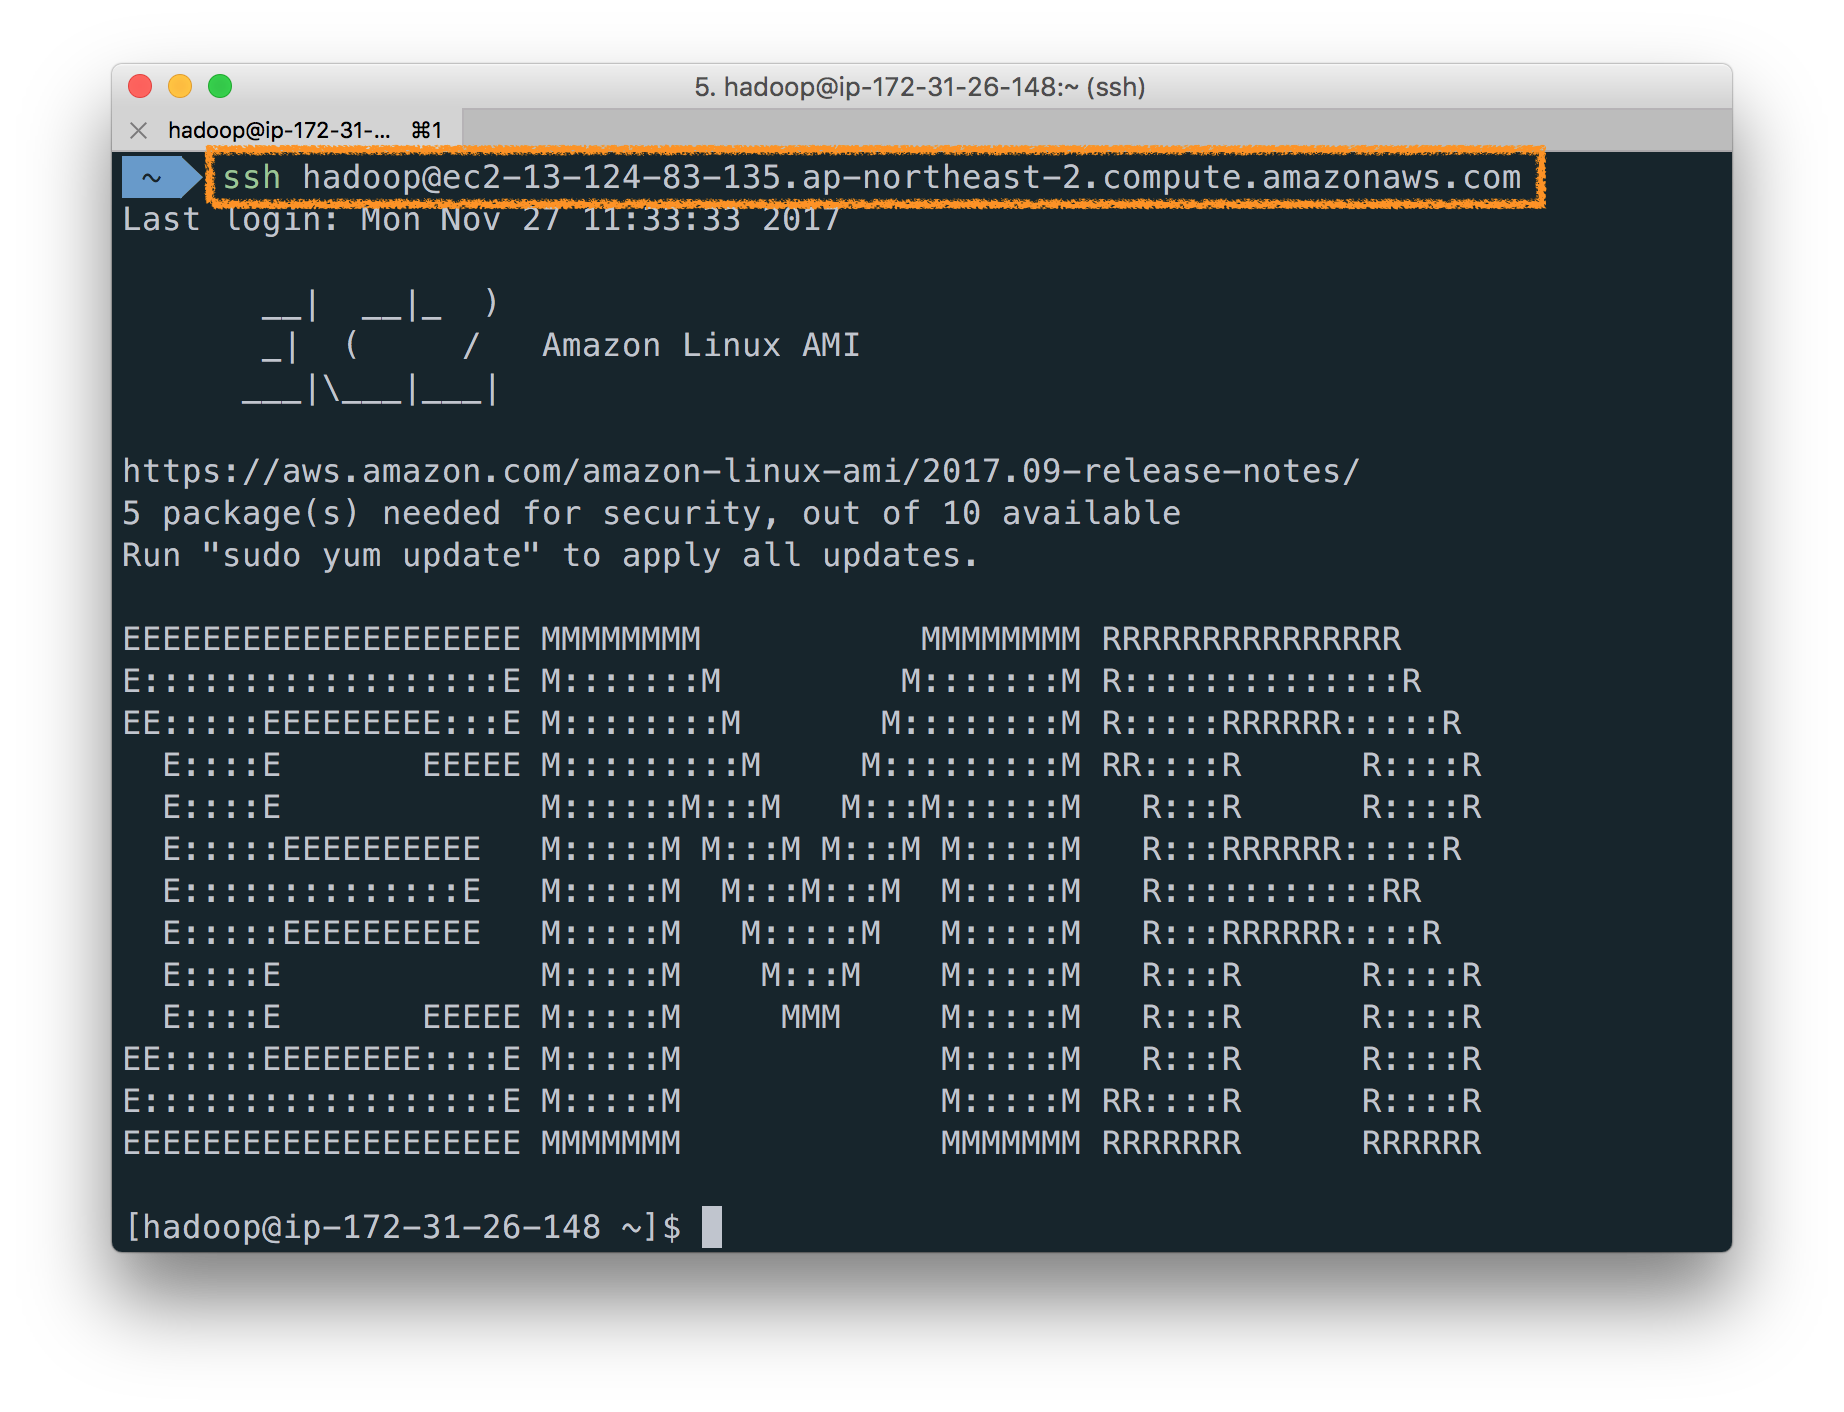 5. hadoop@ip-172-31-26-148:~ (ssh)
hadoop@ip-172-31-... ⌘1
~ ssh hadoop@ec2-13-124-83-135.ap-northeast-2.compute.amazonaws.com
Last login: Mon Nov 27 11:33:33 2017

       __|  __|_  )
       _|  (     /   Amazon Linux AMI
      ___|\___|___|

https://aws.amazon.com/amazon-linux-ami/2017.09-release-notes/
5 package(s) needed for security, out of 10 available
Run "sudo yum update" to apply all updates.

EEEEEEEEEEEEEEEEEEEE MMMMMMMM           MMMMMMMM RRRRRRRRRRRRRRR
E::::::::::::::::::E M:::::::M         M:::::::M R::::::::::::::R
EE:::::EEEEEEEEE:::E M::::::::M       M::::::::M R:::::RRRRRR:::::R
  E::::E       EEEEE M:::::::::M     M:::::::::M RR::::R      R::::R
  E::::E             M::::::M:::M   M:::M::::::M   R:::R      R::::R
  E:::::EEEEEEEEEE   M:::::M M:::M M:::M M:::::M   R:::RRRRRR:::::R
  E::::::::::::::E   M:::::M  M:::M:::M  M:::::M   R:::::::::::RR
  E:::::EEEEEEEEEE   M:::::M   M:::::M   M:::::M   R:::RRRRRR::::R
  E::::E             M:::::M    M:::M    M:::::M   R:::R      R::::R
  E::::E       EEEEE M:::::M     MMM     M:::::M   R:::R      R::::R
EE:::::EEEEEEEE::::E M:::::M             M:::::M   R:::R      R::::R
E::::::::::::::::::E M:::::M             M:::::M RR::::R      R::::R
EEEEEEEEEEEEEEEEEEEE MMMMMMM             MMMMMMM RRRRRRR      RRRRRR

[hadoop@ip-172-31-26-148 ~]$